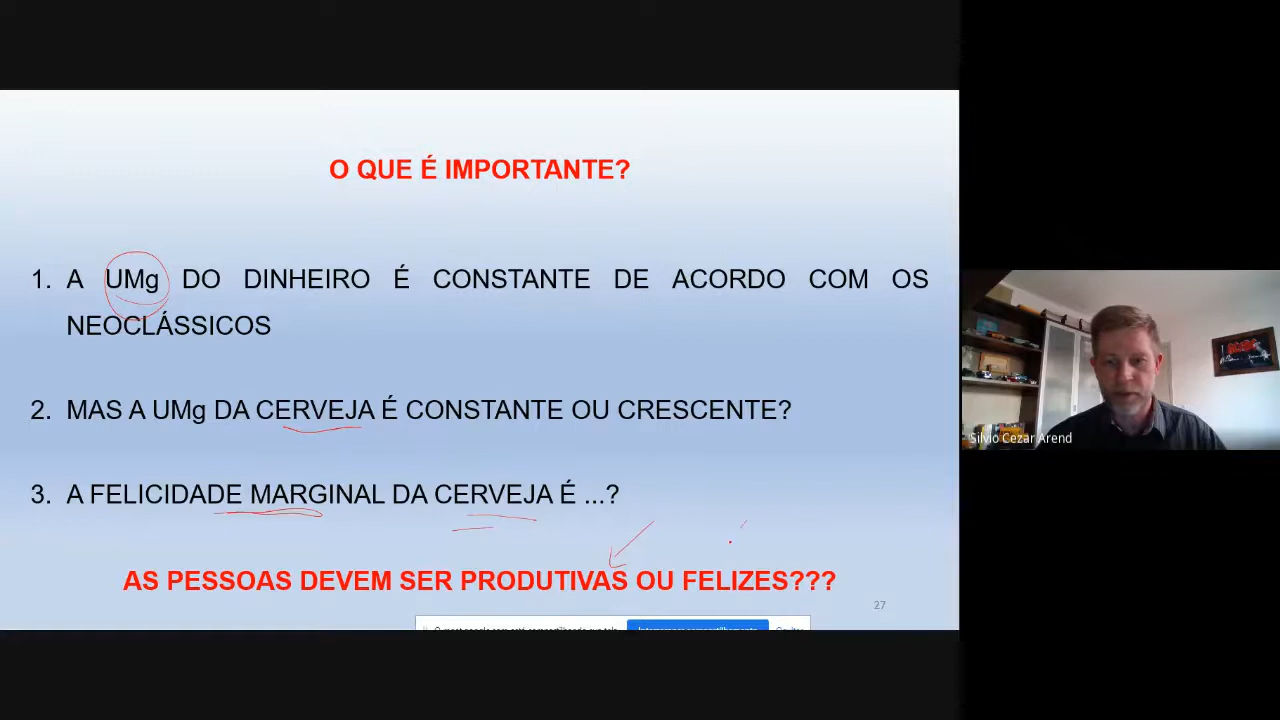 O QUE É IMPORTANTE?
1. A UMg DO DINHEIRO É CONSTANTE DE ACORDO COM OS
NEOCLÁSSICOS
2. MAS A UMg DA CERVEJA É CONSTANTE OU CRESCENTE?
3. A FELICIDADE MARGINAL DA CERVEJA É ...?
AS PESSOAS DEVEM SER PRODUTIVAS OU FELIZES???
27
Silvio Cezar Arend